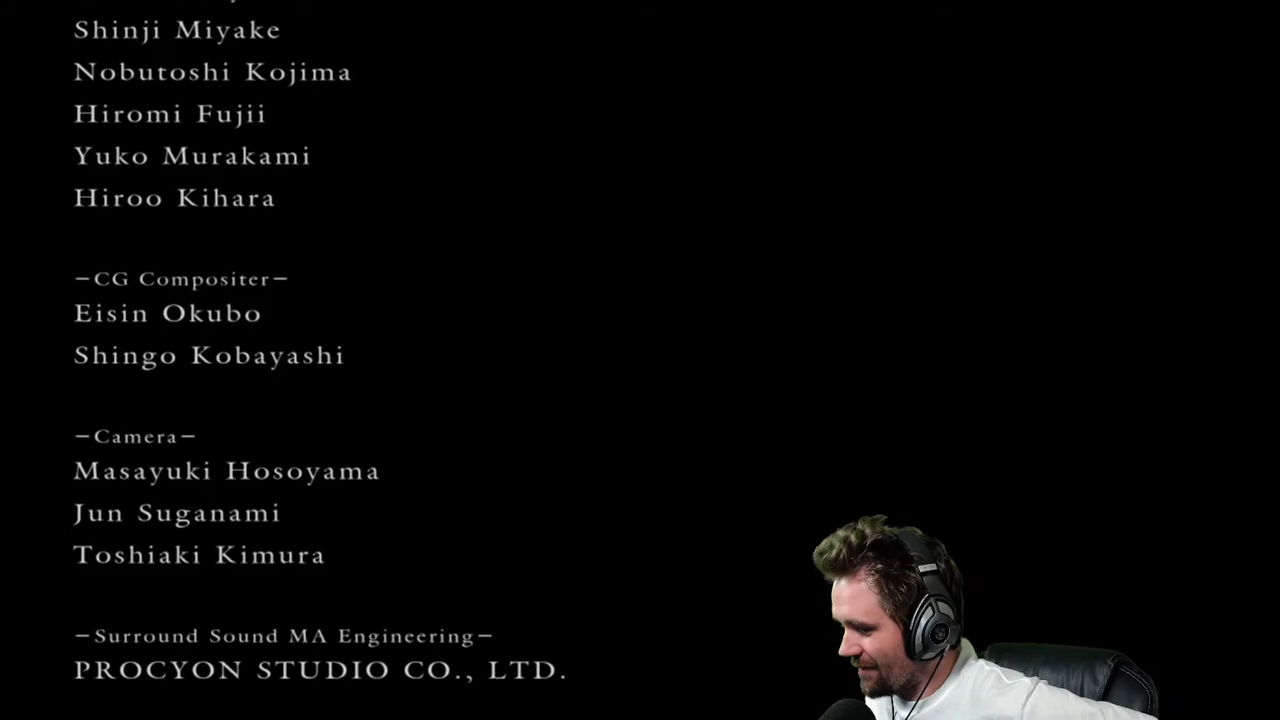 Shinji Miyake
Nobutoshi Kojima
Hiromi Fujii
Yuko Murakami
Hiroo Kihara
—CG Compositer—
Eisin Okubo
Shingo Kobayashi
—Camera—
Masayuki Hosoyama
Jun Suganami
Toshiaki Kimura
—Surround Sound MA Engineering—
PROCYON STUDIO CO., LTD.